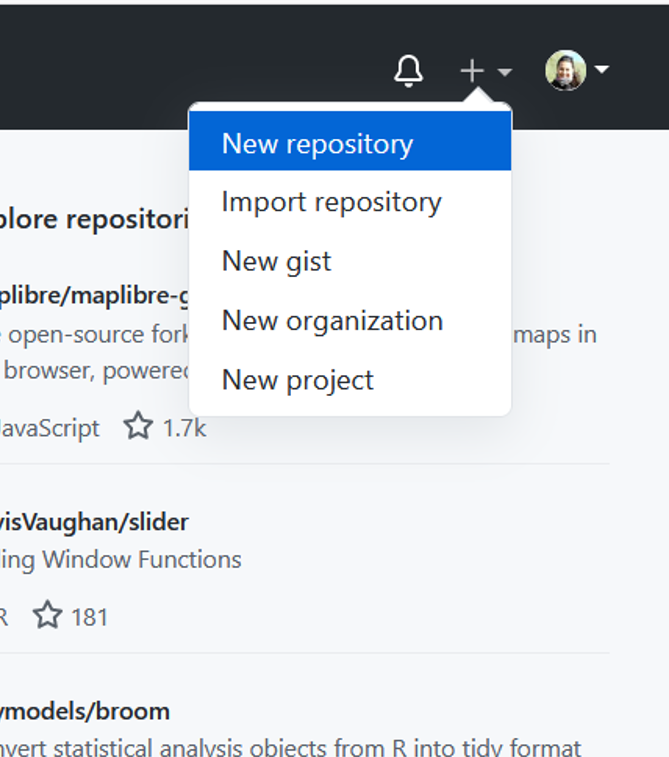 New repository
Import repository
New gist
New organization
New project
plore repositori
plibre/maplibre-g
open-source fork maps in
browser, powered
JavaScript 1.7k
visVaughan/slider
ing Window Functions
R 181
ymodels/broom
nvert statistical analysis objects from R into tidy format